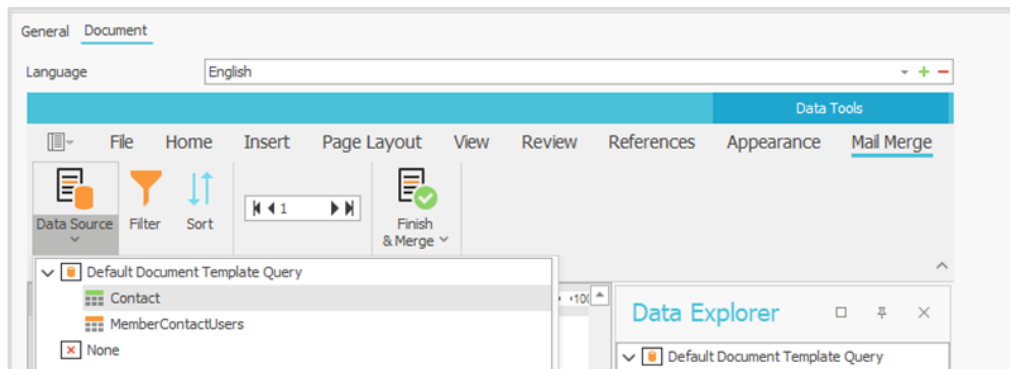 General Document
Language English
Data Tools
File Home Insert Page Layout View Review References Appearance Mail Merge
Data Source Filter Sort 1 Finish
& Merge
Default Document Template Query
Contact
MemberContactUsers
None
Data Explorer
Default Document Template Query